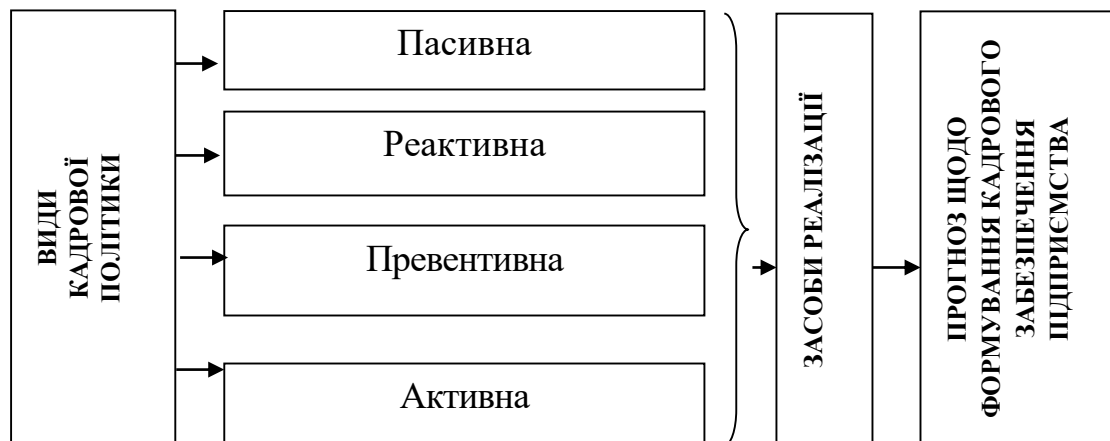 ВИДИ
КАДРОВОЇ
ПОЛІТИКИ
Пасивна
Реактивна
Превентивна
Активна
ЗАСОБИ РЕАЛІЗАЦІЇ
ПРОГНОЗ ЩОДО
ФОРМУВАННЯ КАДРОВОГО
ЗАБЕЗПЕЧЕННЯ
ПІДПРИЄМСТВА